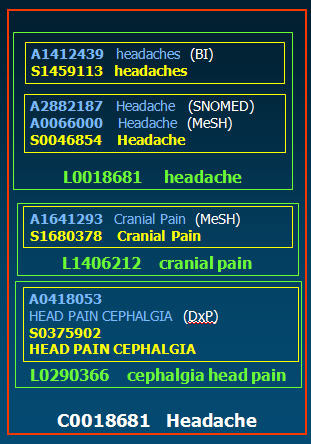 A1412439 headaches (BI)
S1459113 headaches
A2882187 Headache (SNOMED)
A0066000 Headache (MeSH)
S0046854 Headache
L0018681 headache
A1641293 Cranial Pain (MeSH)
S1680378 Cranial Pain
L1406212 cranial pain
A0418053
HEAD PAIN CEPHALGIA (DxP)
S0375902
HEAD PAIN CEPHALGIA
L0290366 cephalgia head pain
C0018681 Headache